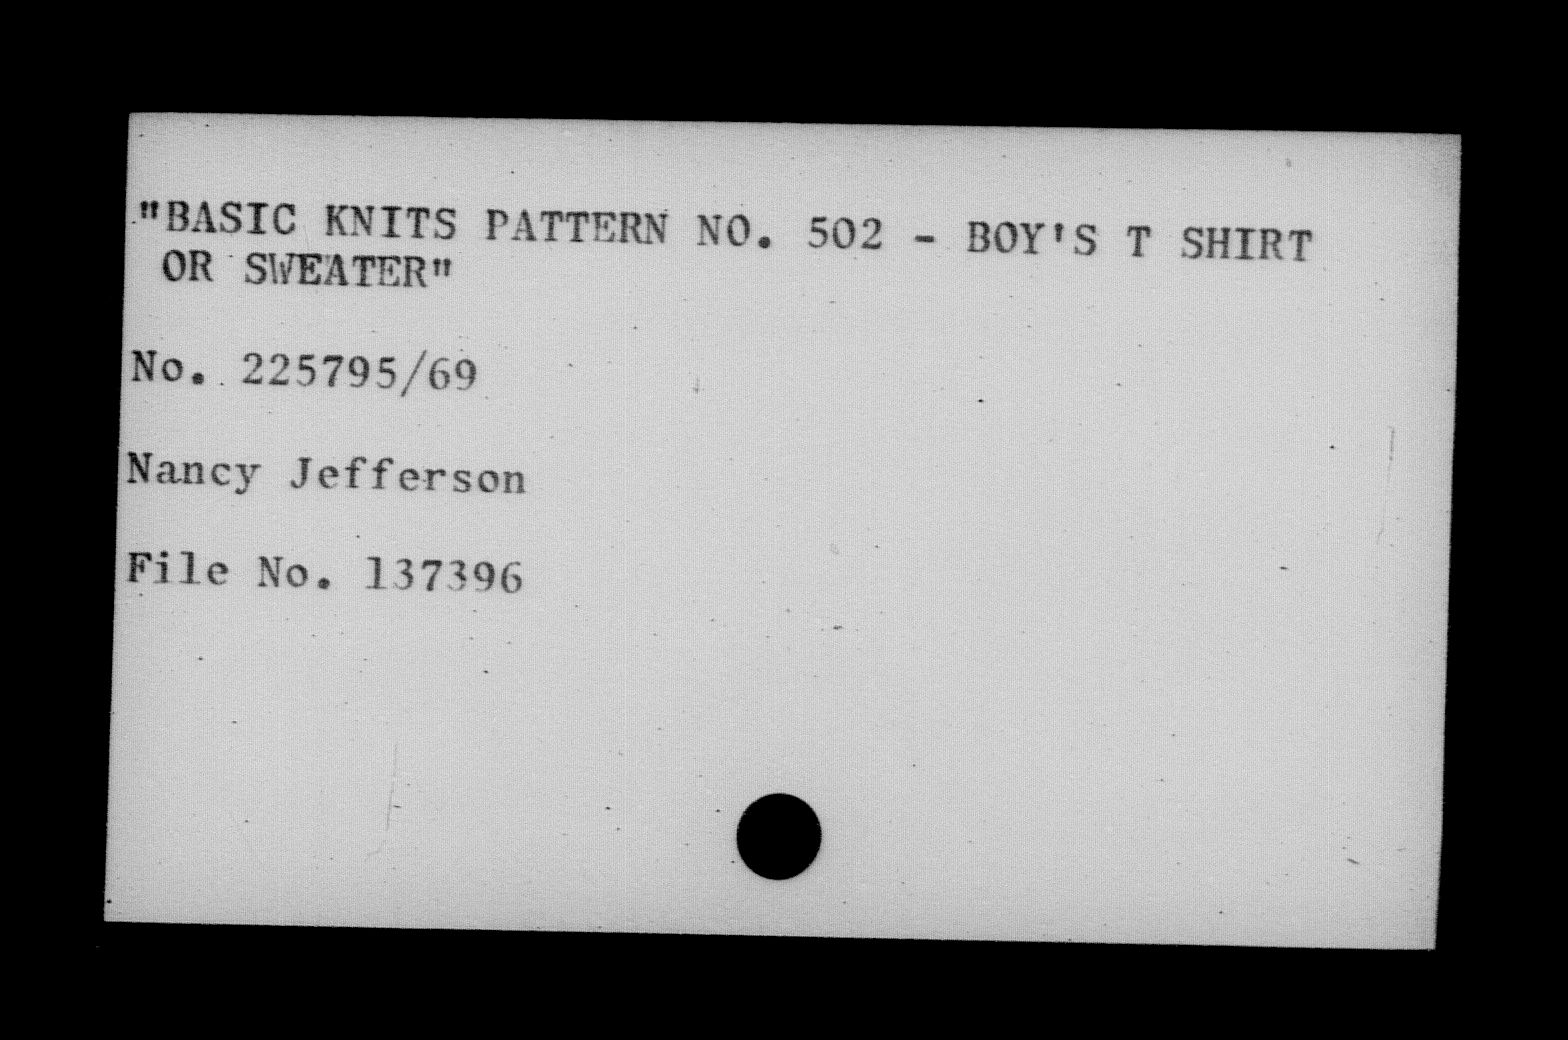 "BASIC KNITS PATTERN NO. 502 - BOY'S T SHIRT
OR SWEATER"
No. 225795/69
Nancy Jefferson
File No. 137396